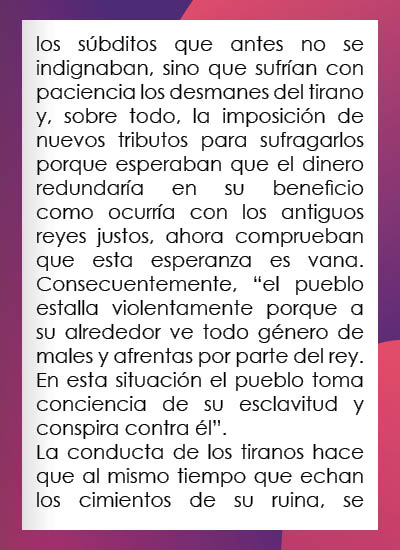 los súbditos que antes no se
indignaban, sino que sufrían con
paciencia los desmanes del tirano
y, sobre todo, la imposición de
nuevos tributos para sufragarlos
porque esperaban que el dinero
redundaría en su beneficio
como ocurría con los antiguos
reyes justos, ahora comprueban
que esta esperanza es vana.
Consecuentemente, “el pueblo
estalla violentamente porque a
su alrededor ve todo género de
males y afrentas por parte del rey.
En esta situación el pueblo toma
conciencia de su esclavitud y
conspira contra él”.
La conducta de los tiranos hace
que al mismo tiempo que echan
los cimientos de su ruina, se